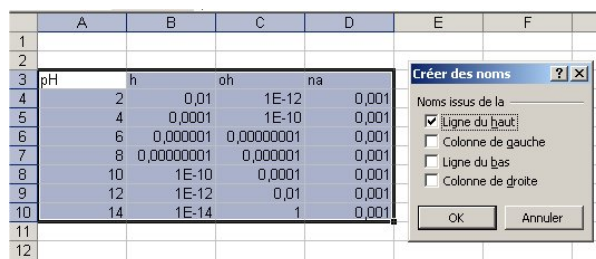 A B C D E F
1
2
3 pH h oh na
4 2 0,01 1E-12 0,001
5 4 0,0001 1E-10 0,001
6 6 0,000001 0,00000001 0,001
7 8 0,00000001 0,000001 0,001
8 10 1E-10 0,0001 0,001
9 12 1E-12 0,01 0,001
10 14 1E-14 1 0,001
11
12
Créer des noms
Noms issus de la
Ligne du haut
Colonne de gauche
Ligne du bas
Colonne de droite
OK Annuler